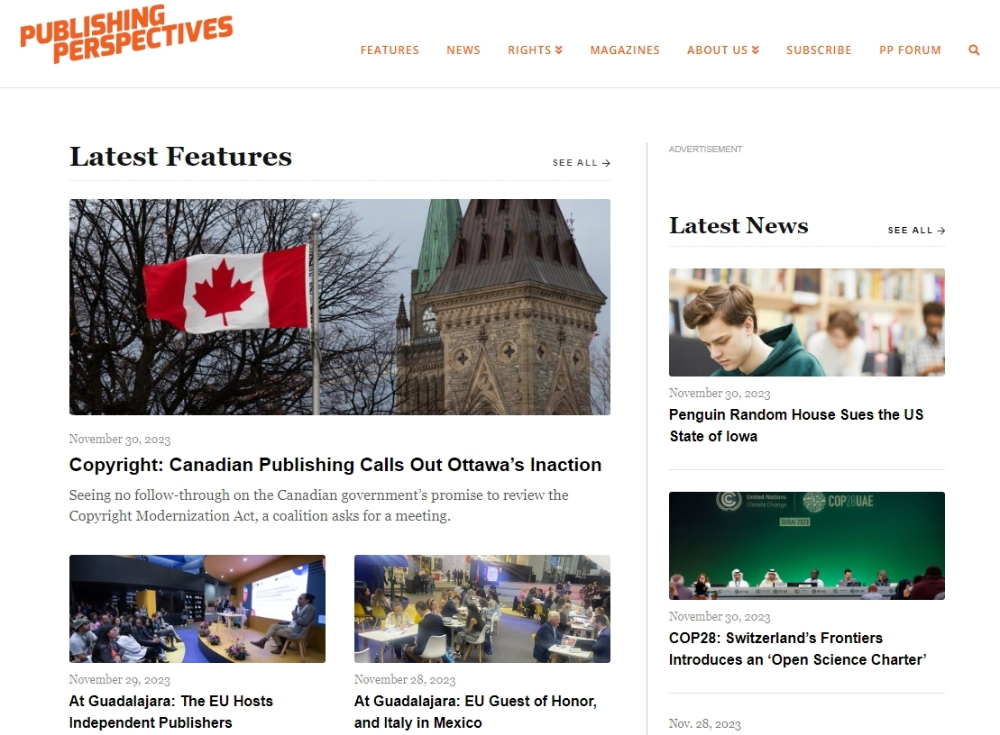 PUBLISHING
PERSPECTIVES
FEATURES NEWS RIGHTS MAGAZINES ABOUT US SUBSCRIBE PP FORUM
Latest Features
SEE ALL →
November 30, 2023
Copyright: Canadian Publishing Calls Out Ottawa’s Inaction
Seeing no follow-through on the Canadian government’s promise to review the
Copyright Modernization Act, a coalition asks for a meeting.
November 29, 2023
At Guadalajara: The EU Hosts
Independent Publishers
November 28, 2023
At Guadalajara: EU Guest of Honor,
and Italy in Mexico
ADVERTISEMENT
Latest News
SEE ALL →
November 30, 2023
Penguin Random House Sues the US
State of Iowa
United Nations
Climate Change
COP28UAE
DUBAI 2023
November 30, 2023
COP28: Switzerland’s Frontiers
Introduces an ‘Open Science Charter’
Nov. 28, 2023